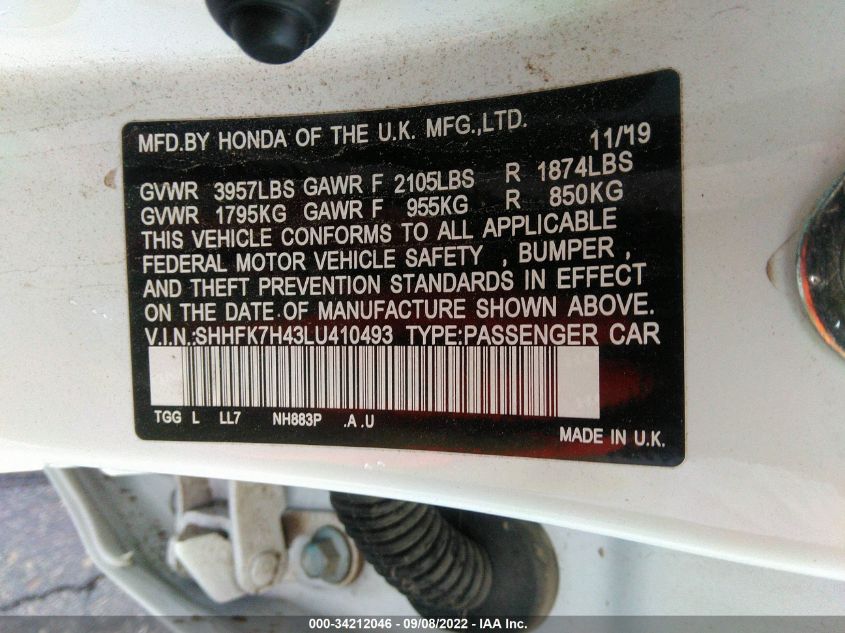 MFD.BY HONDA OF THE U.K. MFG.,LTD. 11/'19
GVWR 3957LBS GAWR F 2105LBS R 1874LBS
GVWR 1795KG GAWR F 955KG R 850KG
THIS VEHICLE CONFORMS TO ALL APPLICABLE
FEDERAL MOTOR VEHICLE SAFETY , BUMPER ,
AND THEFT PREVENTION STANDARDS IN EFFECT
ON THE DATE OF MANUFACTURE SHOWN ABOVE.
V.I.N.:SHHFK7H43LU410493 TYPE:PASSENGER CAR
TGG L LL7 NH883P .A .U
MADE IN U.K.
000-34212046 - 09/08/2022 - IAA Inc.